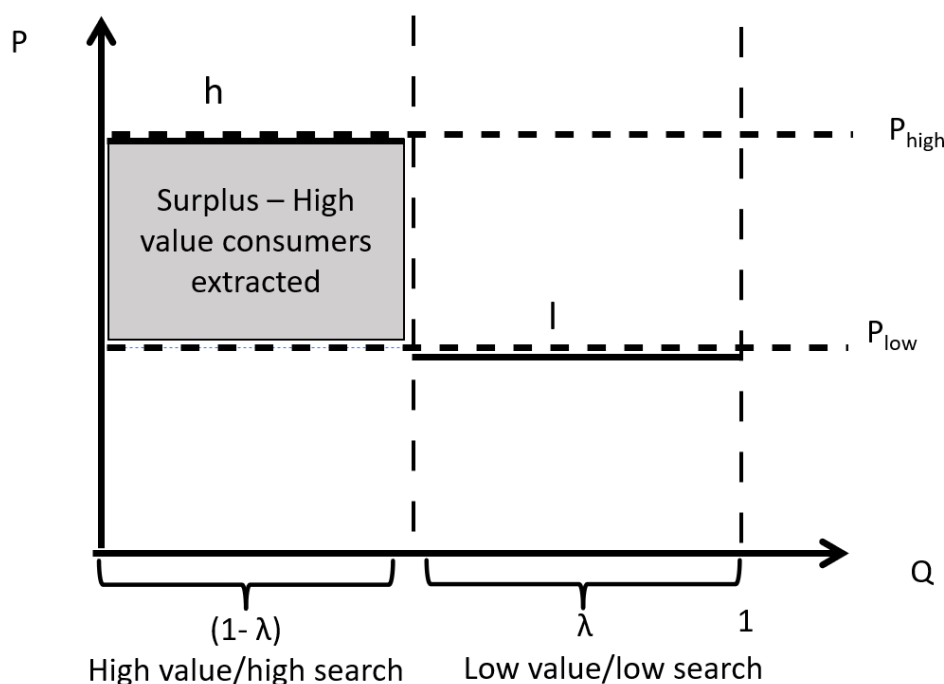 P
h
P_high
Surplus – High
value consumers
extracted
l
P_low
Q
(1- λ)
λ
1
High value/high search
Low value/low search